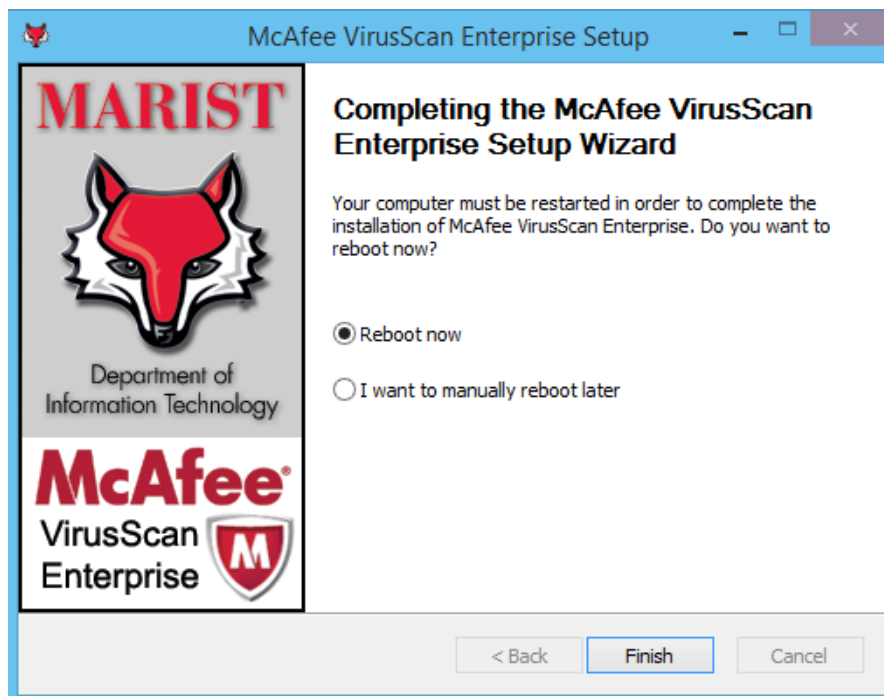 McAfee VirusScan Enterprise Setup
MARIST
Department of
Information Technology
McAfee®
VirusScan
Enterprise
M
Completing the McAfee VirusScan
Enterprise Setup Wizard
Your computer must be restarted in order to complete the
installation of McAfee VirusScan Enterprise. Do you want to
reboot now?
Reboot now
I want to manually reboot later
< Back
Finish
Cancel